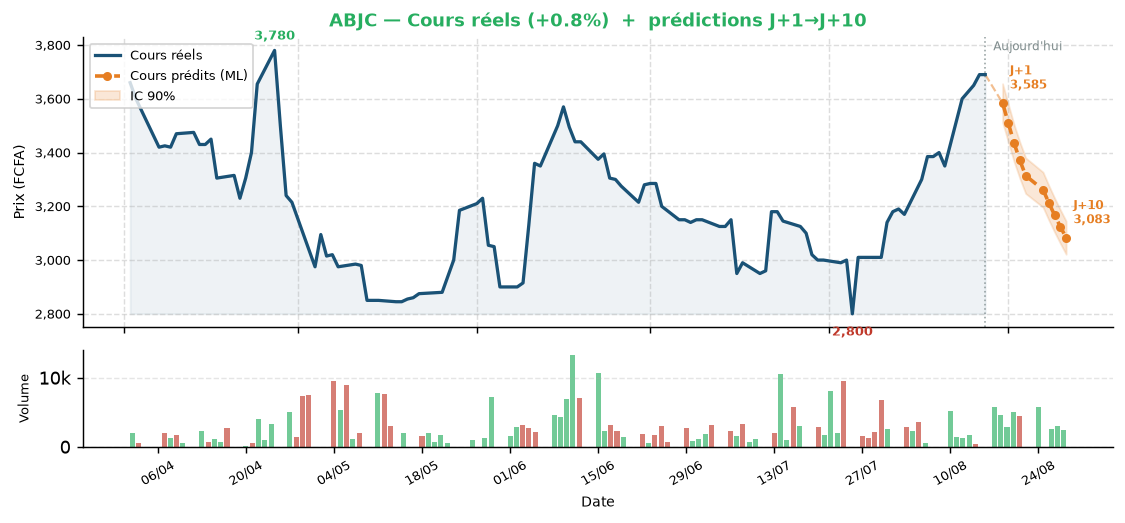 ABJC — Cours réels (+0.8%)  +  prédictions J+1→J+10
3,780
Aujourd'hui
Cours réels
Cours prédits (ML)
IC 90%
J+1
3,585
J+10
3,083
2,800
Prix (FCFA)
3,800
3,600
3,400
3,200
3,000
2,800
Volume
10k
0
06/04
20/04
04/05
18/05
01/06
15/06
29/06
13/07
27/07
10/08
24/08
Date